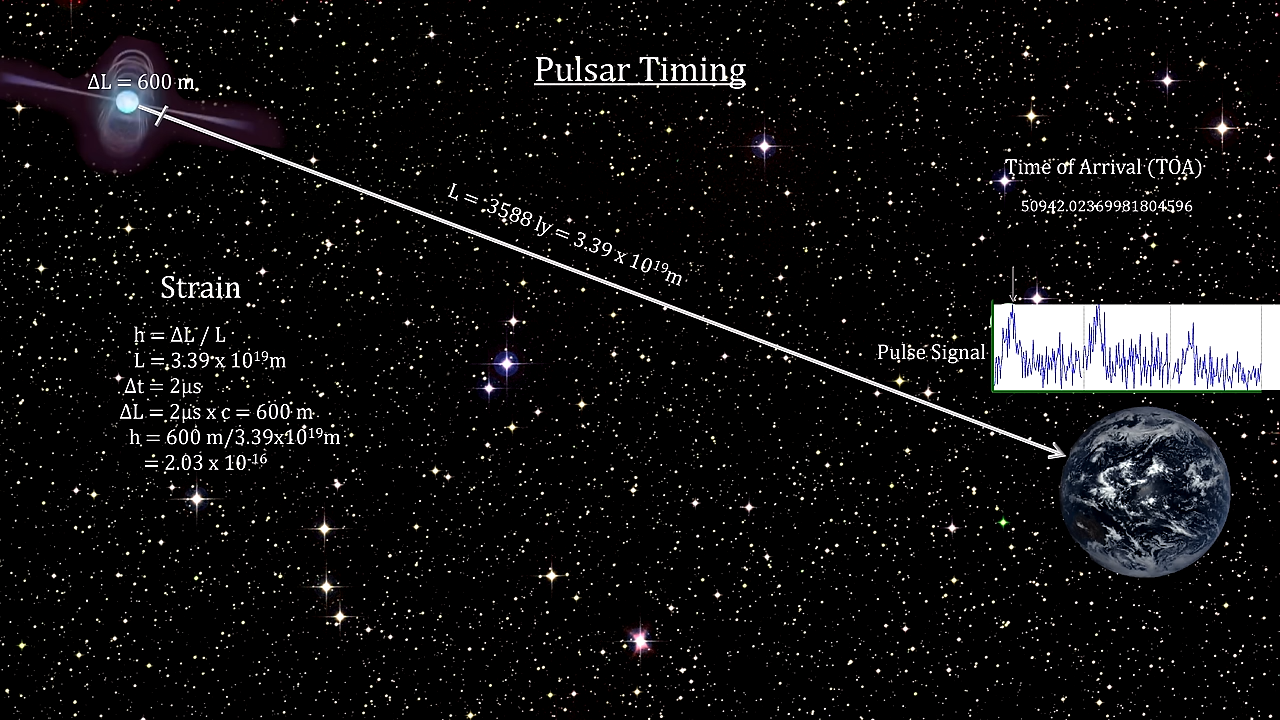 Pulsar Timing
ΔL = 600 m
Time of Arrival (TOA)
50942.02369981804596
L = 3588 ly = 3.39 x 10¹⁹m
Strain
h = ΔL / L
L = 3.39 x 10¹⁹m
Δt = 2μs
ΔL = 2μs x c = 600 m
h = 600 m/3.39x10¹⁹m
= 2.03 x 10⁻¹⁶
Pulse Signal